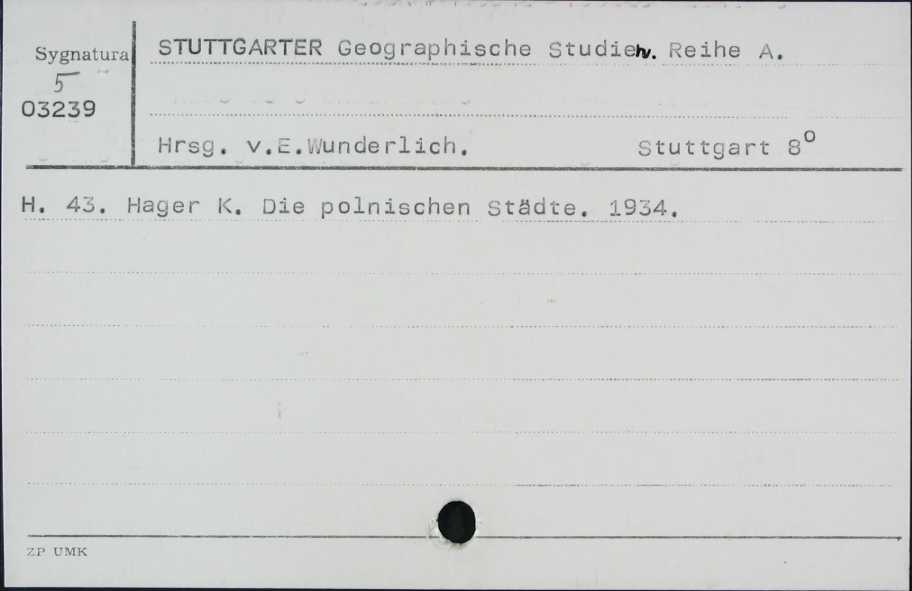 Sygnatura
5
03239
STUTTGARTER Geographische Studien. Reihe A.
Hrsg. v.E.Wunderlich. Stuttgart 8°
H. 43. Hager K. Die polnischen Städte. 1934.
ZP UMK